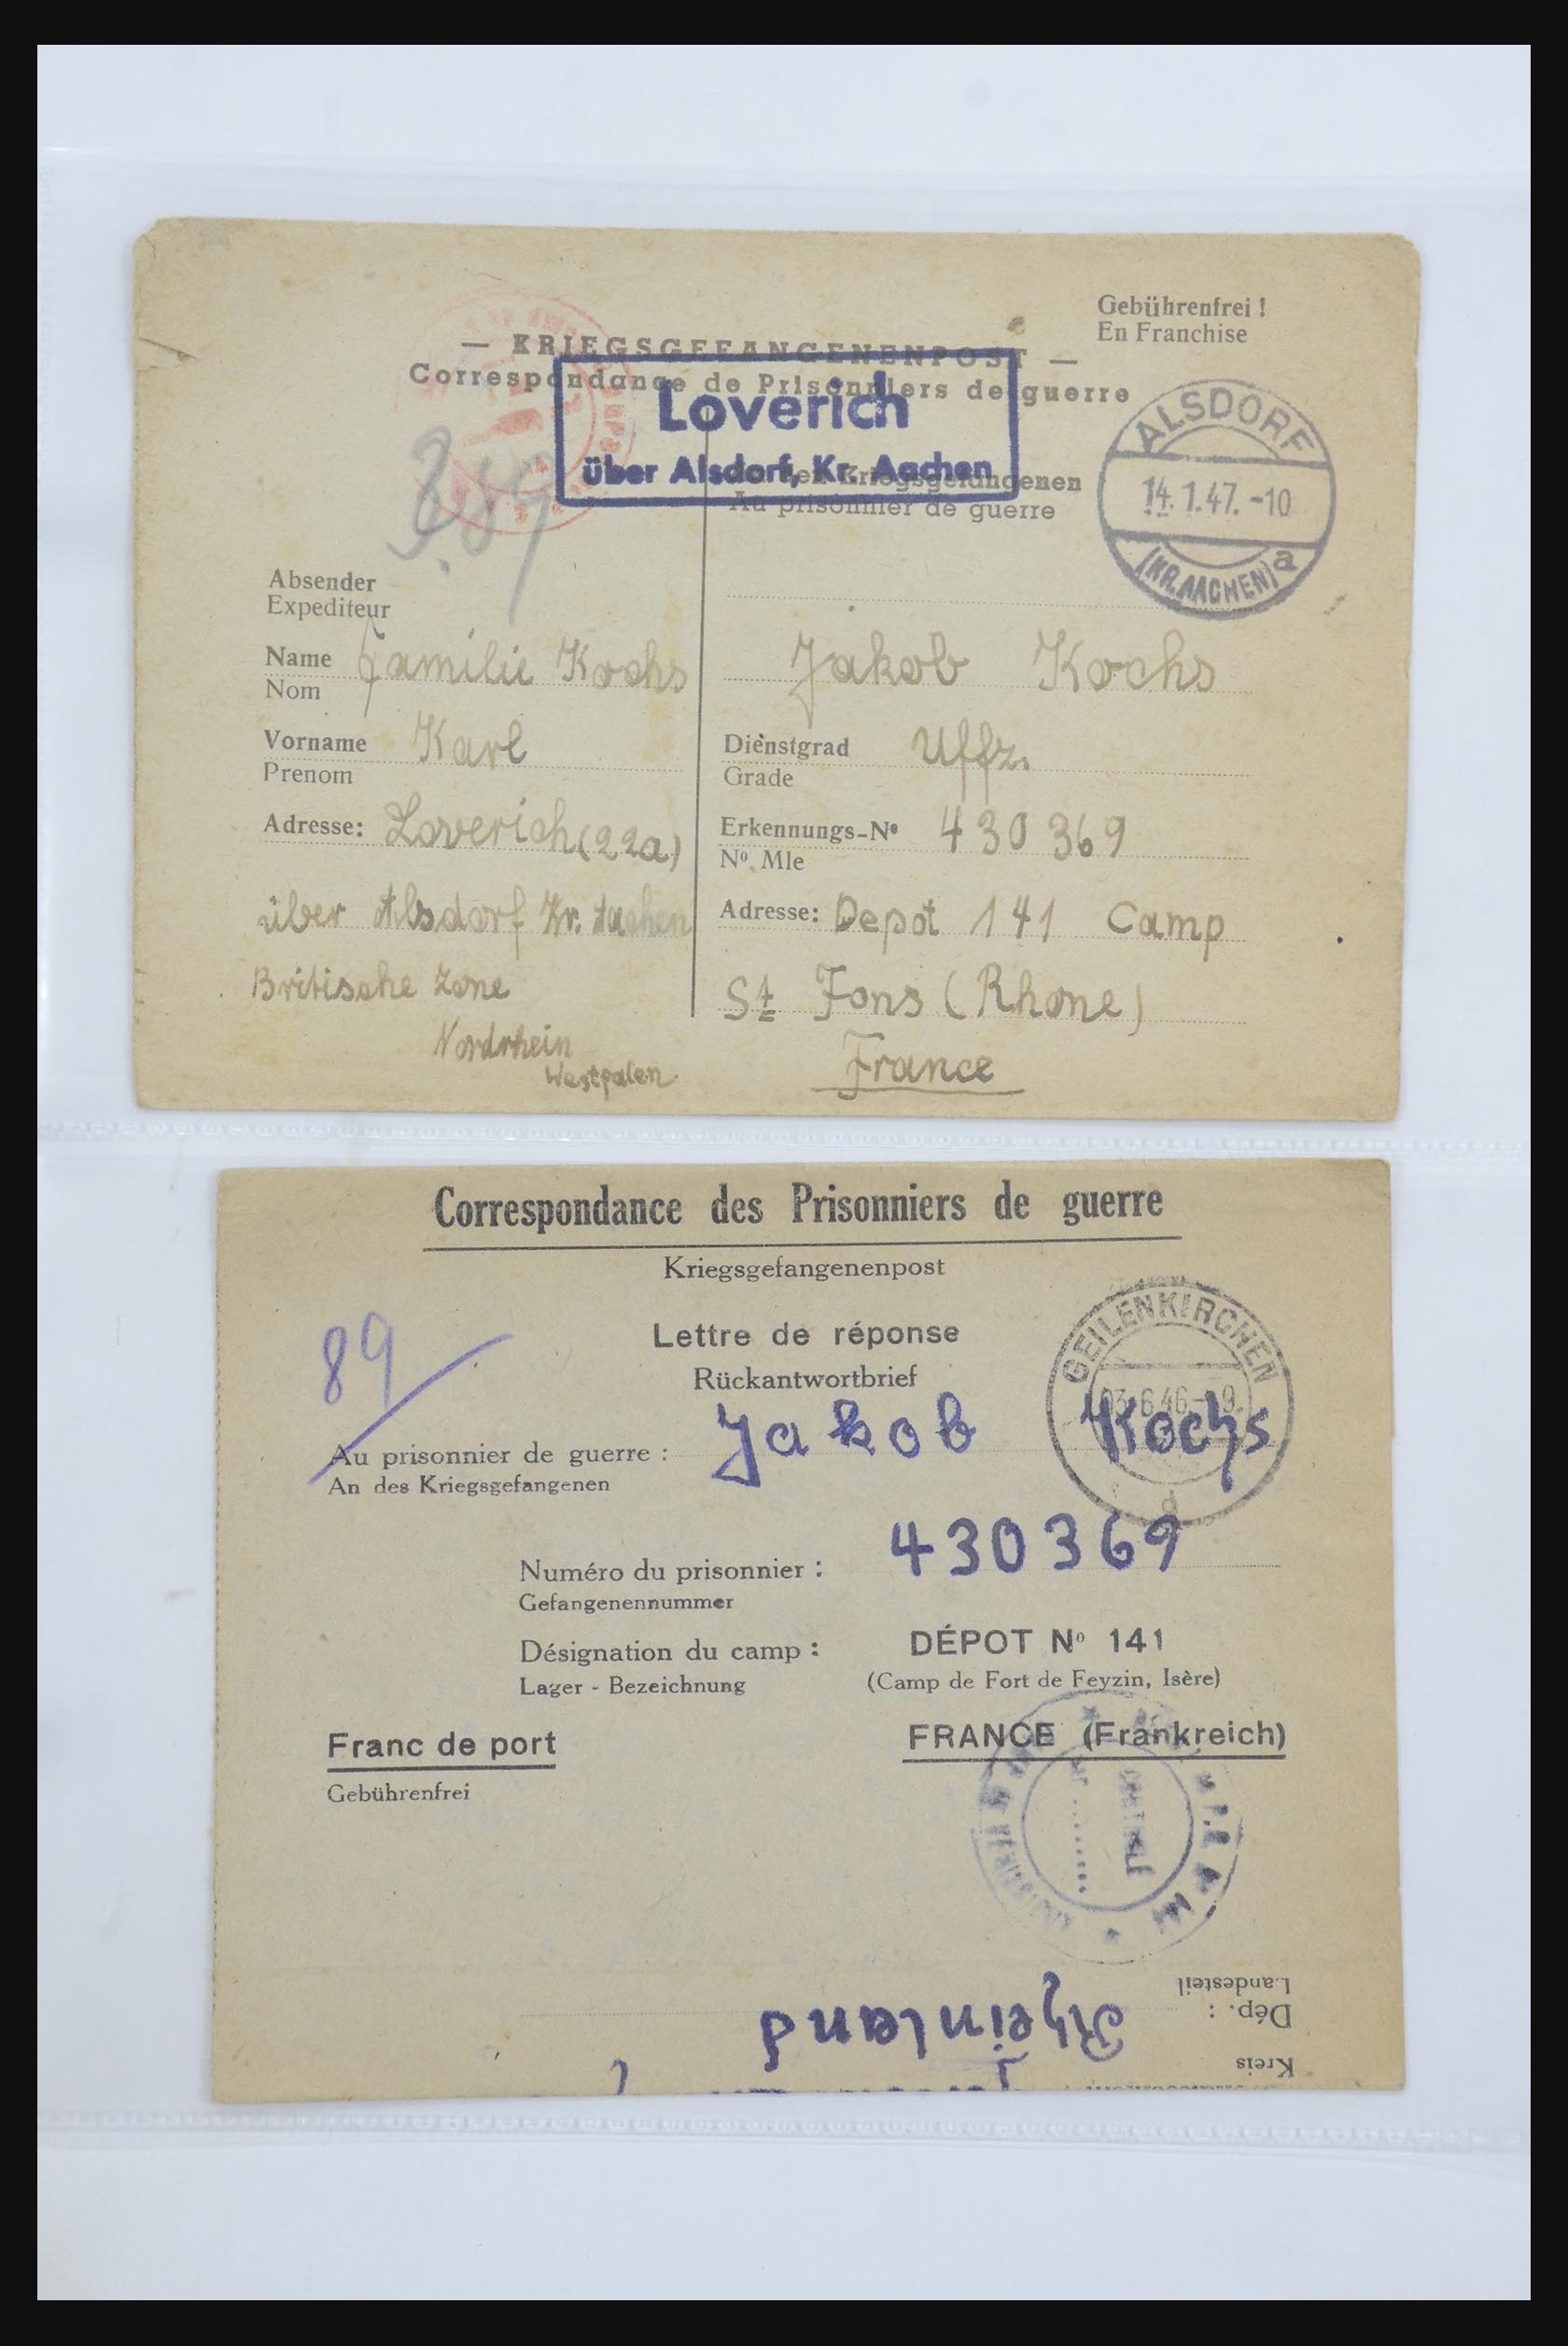 Gebührenfrei !
En Franchise
— KRIEGSGEFANGENENPOST —
Correspondance de Prisonniers de guerre
Loverich
über Alsdorf, Kr. Aachen
Kriegsgefangenen
Au prisonnier de guerre
ALSDORF
14.1.47.-10
(KR.AACHEN) a
Absender
Expediteur
Name Familie Kochs
Nom
Vorname Karl
Prenom
Adresse: Loverich (22a)
über Alsdorf Kr. Aachen
Britische Zone
Nordrhein
Westpalen
Jakob Kochs
Dienstgrad Uffz.
Grade
Erkennungs-Nº 430369
Nº. Mle
Adresse: Depot 141 Camp
St Fons (Rhone)
France
Correspondance des Prisonniers de guerre
Kriegsgefangenenpost
89
Lettre de réponse
Rückantwortbrief
GEILENKIRCHEN
d
Au prisonnier de guerre : Jakob Kochs
An des Kriegsgefangenen
Numéro du prisonnier : 430369
Gefangenennummer
Désignation du camp : DÉPOT Nº 141
Lager - Bezeichnung (Camp de Fort de Feyzin, Isère)
Franc de port FRANCE (Frankreich)
Gebührenfrei
Landesteil
Dép. : Rheinland
Kreis